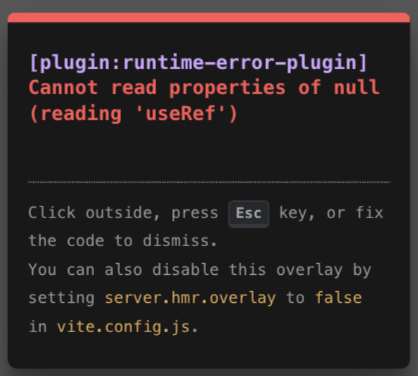 [plugin:runtime-error-plugin]
Cannot read properties of null
(reading 'useRef')
Click outside, press Esc key, or fix
the code to dismiss.
You can also disable this overlay by
setting server.hmr.overlay to false
in vite.config.js.